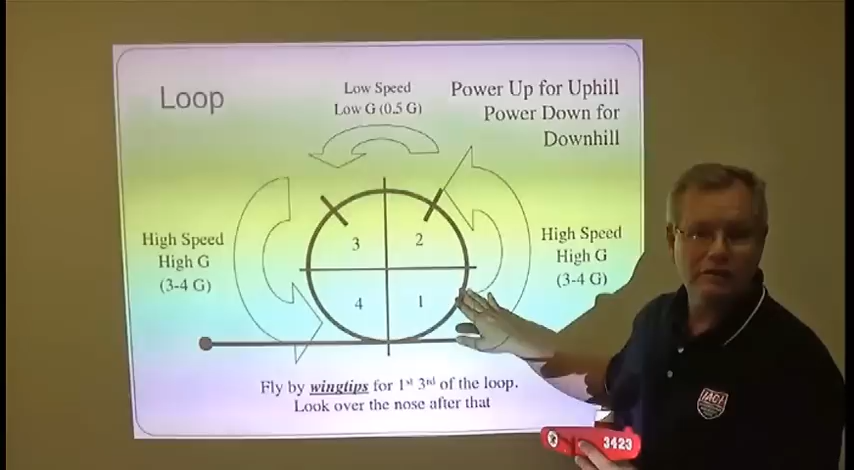 Loop
Low Speed
Low G (0.5 G)
Power Up for Uphill
Power Down for
Downhill
High Speed
High G
(3-4 G)
3
2
4
1
High Speed
High G
(3-4 G)
Fly by wingtips for 1st 3rd of the loop.
Look over the nose after that
IAC
3423